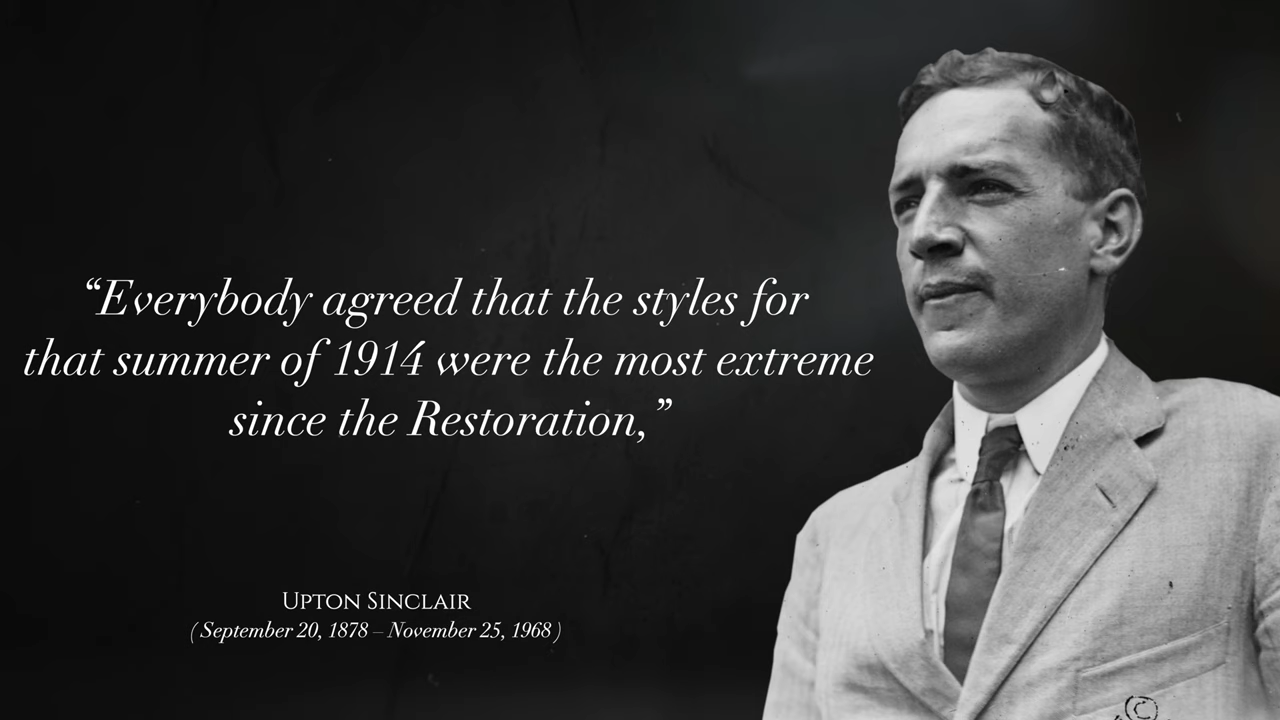 “Everybody agreed that the styles for
that summer of 1914 were the most extreme
since the Restoration,”
UPTON SINCLAIR
( September 20, 1878 – November 25, 1968 )
©